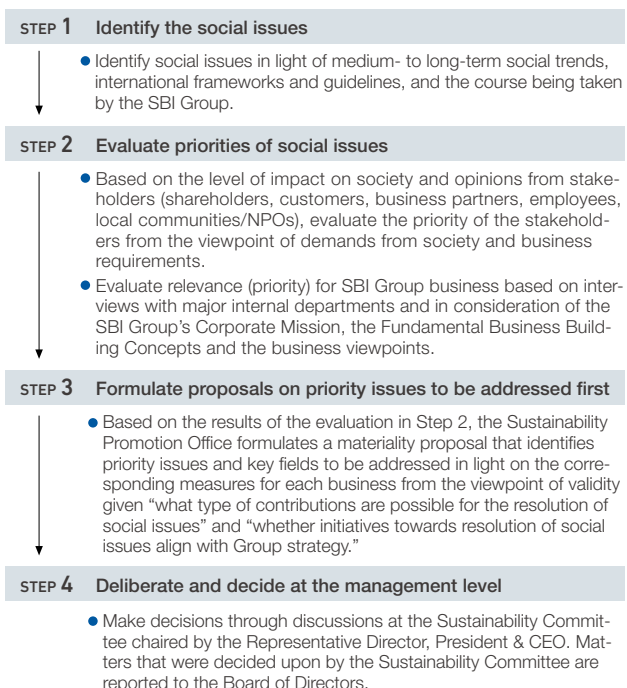 STEP 1 Identify the social issues
● Identify social issues in light of medium- to long-term social trends,
international frameworks and guidelines, and the course being taken
by the SBI Group.
STEP 2 Evaluate priorities of social issues
● Based on the level of impact on society and opinions from stake-
holders (shareholders, customers, business partners, employees,
local communities/NPOs), evaluate the priority of the stakehold-
ers from the viewpoint of demands from society and business
requirements.
● Evaluate relevance (priority) for SBI Group business based on inter-
views with major internal departments and in consideration of the
SBI Group's Corporate Mission, the Fundamental Business Build-
ing Concepts and the business viewpoints.
STEP 3 Formulate proposals on priority issues to be addressed first
● Based on the results of the evaluation in Step 2, the Sustainability
Promotion Office formulates a materiality proposal that identifies
priority issues and key fields to be addressed in light on the corre-
sponding measures for each business from the viewpoint of validity
given “what type of contributions are possible for the resolution of
social issues” and “whether initiatives towards resolution of social
issues align with Group strategy.”
STEP 4 Deliberate and decide at the management level
● Make decisions through discussions at the Sustainability Commit-
tee chaired by the Representative Director, President & CEO. Mat-
ters that were decided upon by the Sustainability Committee are
reported to the Board of Directors.